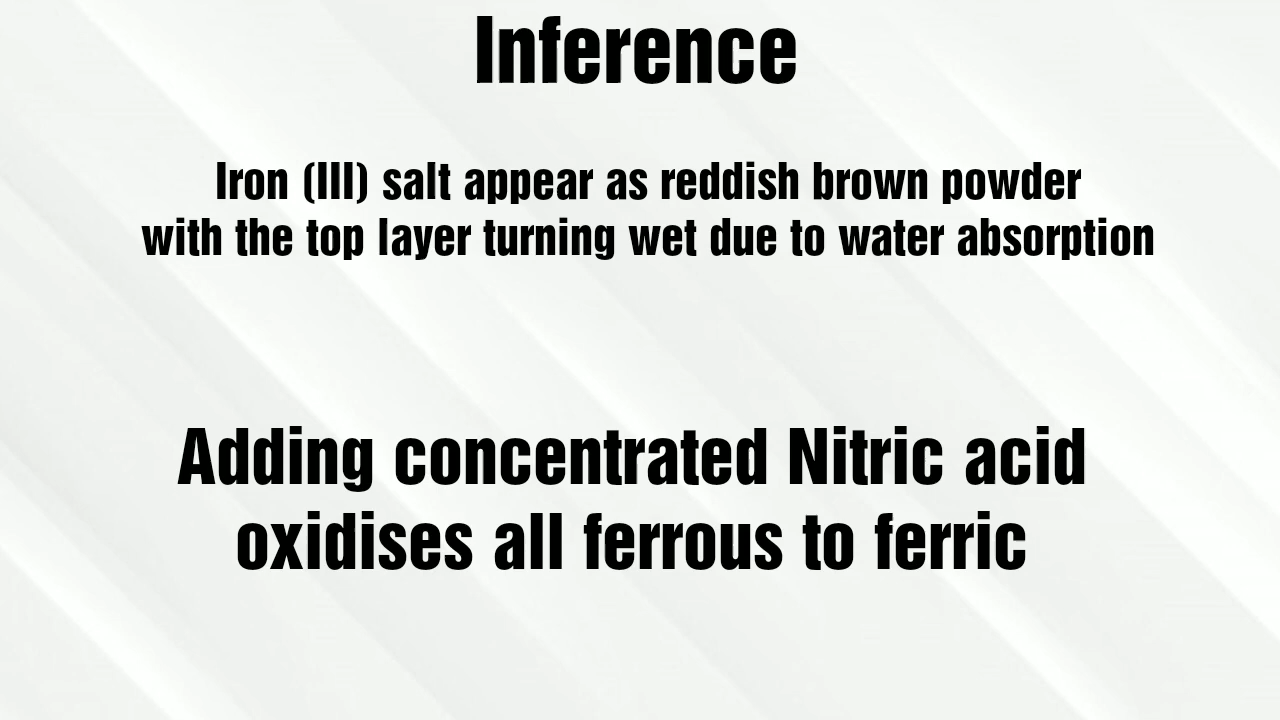 Inference
Iron (III) salt appear as reddish brown powder
with the top layer turning wet due to water absorption
Adding concentrated Nitric acid
oxidises all ferrous to ferric